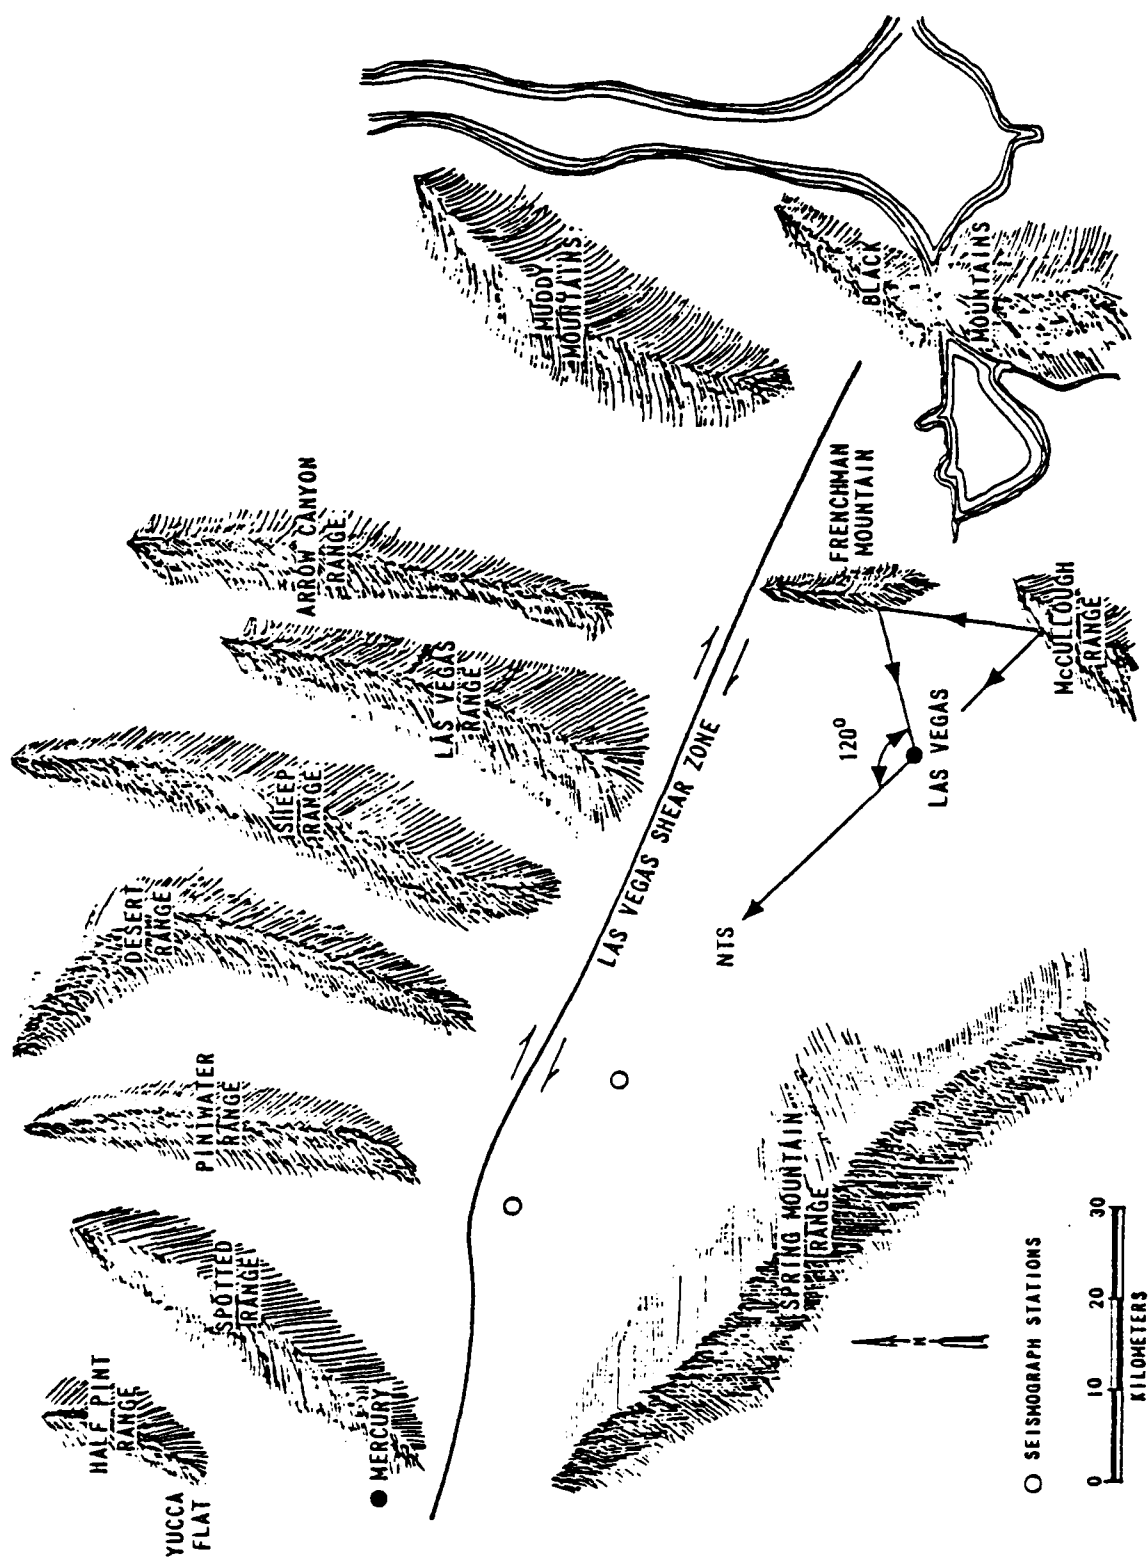 YUCCA
FLAT
HALF PINT
RANGE
MERCURY
SPOTTED
RANGE
PINIWATER
RANGE
DESERT
RANGE
SHEEP
RANGE
LAS VEGAS
RANGE
ARROW CANYON
RANGE
MUDDY
MOUNTAINS
LAS VEGAS SHEAR ZONE
NTS
120°
LAS VEGAS
FRENCHMAN
MOUNTAIN
BLACK
MOUNTAINS
McCULLOUGH
RANGE
SPRING MOUNTAIN
RANGE
N
SEISMOGRAPH STATIONS
0 10 20 30
KILOMETERS